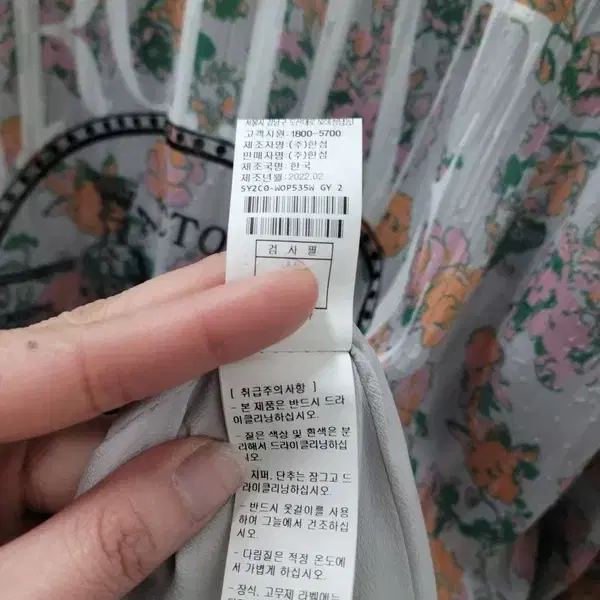 고객지원:1800-5700
제조자명:(주)한섬
판매자명:(주)한섬
제조국명:한국
제조년월:2022.02
SY2C0-WOP535W GY 2
검 사 필
[ 취급주의사항 ]
- 본 제품은 반드시 드라
이클리닝하십시오.
- 짙은 색상 및 흰색은 분
리해서 드라이클리닝하
십시오.
지퍼, 단추는 잠그고 드
라이클리닝하십시오.
- 반드시 옷걸이를 사용
하여 그늘에서 건조하십
시오.
- 다림질은 적정 온도에
서 가볍게 하십시오.
- 장식, 고무제 라벨에는